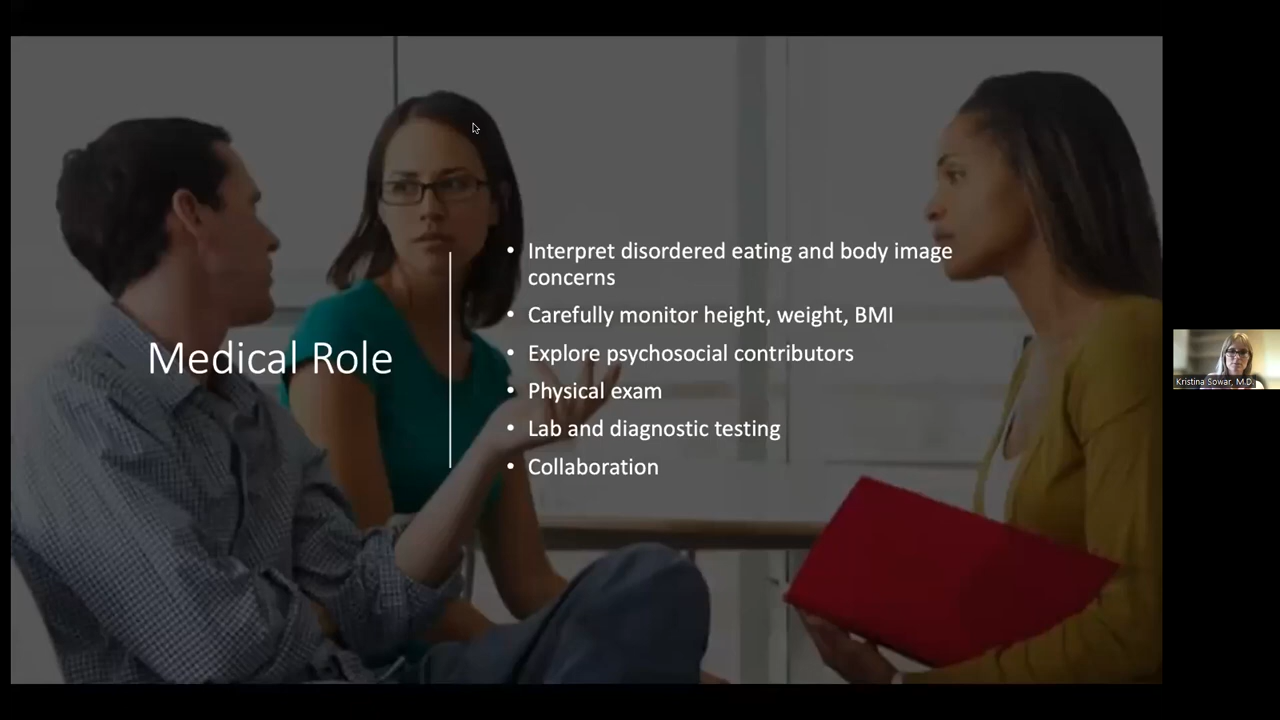 Medical Role
• Interpret disordered eating and body image
concerns
• Carefully monitor height, weight, BMI
• Explore psychosocial contributors
• Physical exam
• Lab and diagnostic testing
• Collaboration
Kristina Sowar, M.D.